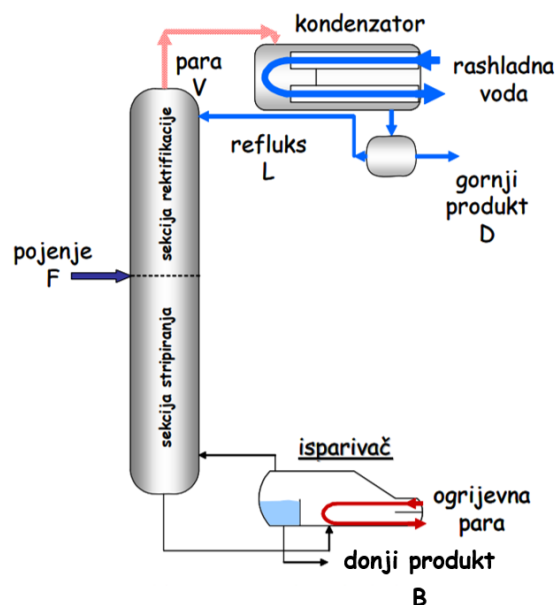 kondenzator
para
V
rashladna
voda
refluks
L
gornji
produkt
D
sekcija rektifikacije
pojenje
F
sekcija stripiranja
isparivač
ogrijevna
para
donji produkt
B